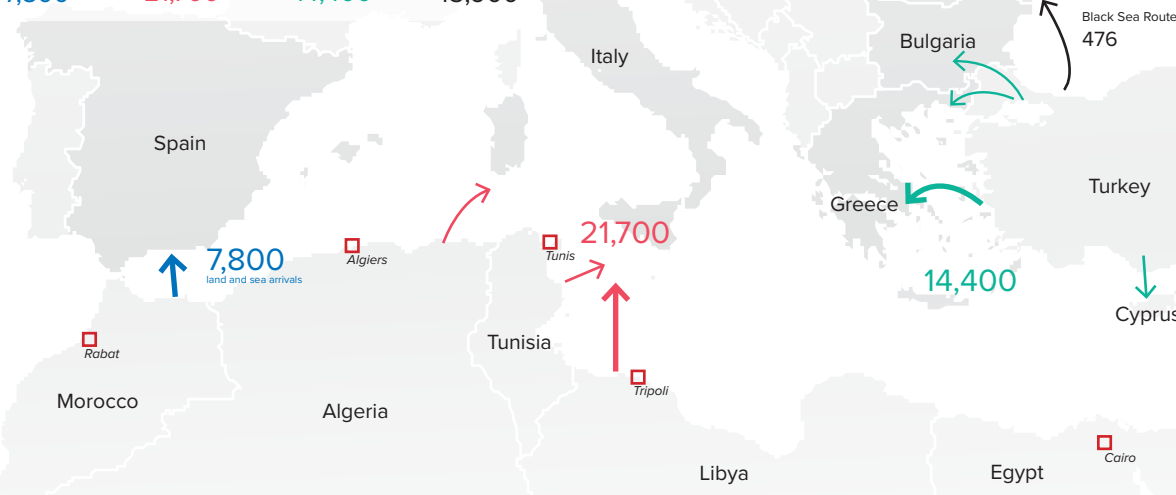 Black Sea Route
476
Bulgaria
Italy
Spain
Turkey
Greece
21,700
7,800
land and sea arrivals
Algiers
Tunis
14,400
Cyprus
Rabat
Tunisia
Tripoli
Morocco
Algeria
Cairo
Libya
Egypt